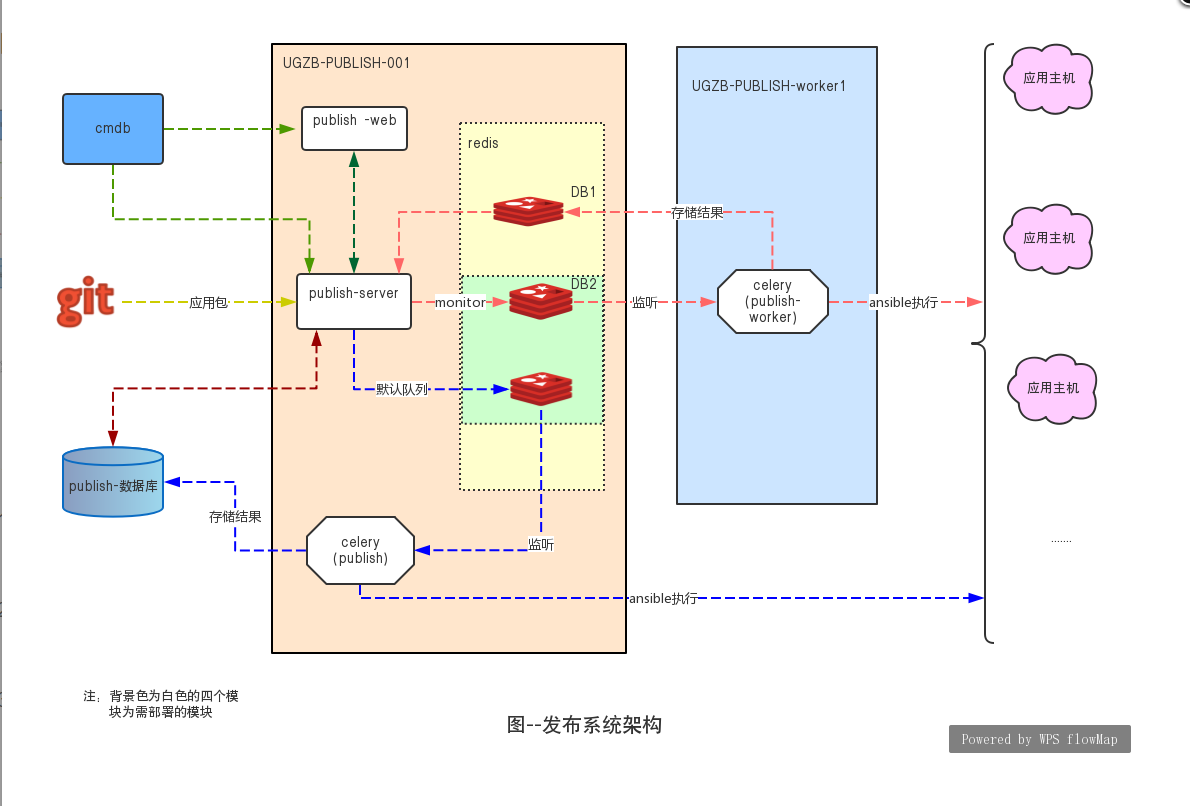 UGZB-PUBLISH-001
UGZB-PUBLISH-worker1
应用主机
cmdb
publish -web
redis
DB1
存储结果
应用主机
git
应用包
publish-server
monitor
DB2
监听
celery
(publish-
worker)
ansible执行
默认队列
应用主机
publish-数据库
存储结果
celery
(publish)
监听
.......
ansible执行
注：背景色为白色的四个模
块为需部署的模块
图--发布系统架构
Powered by WPS flowMap